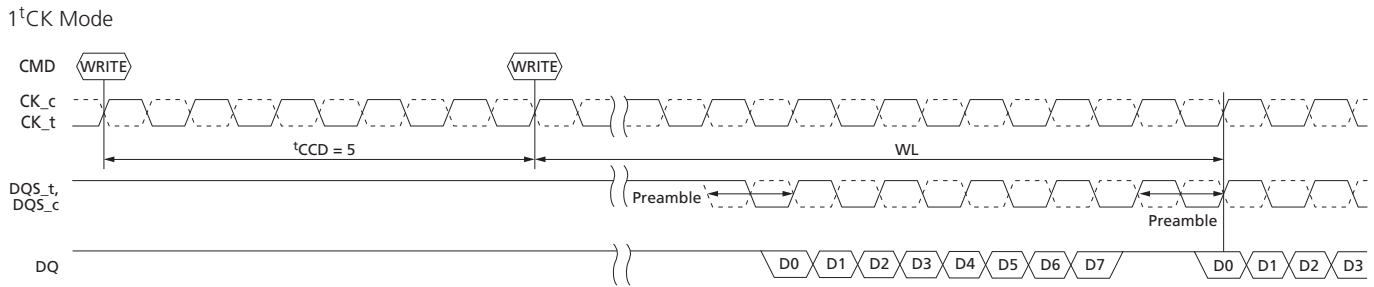 1tCK Mode
CMD WRITE WRITE
CK_c
CK_t
tCCD = 5 WL
DQS_t,
DQS_c
Preamble
Preamble
DQ D0 D1 D2 D3 D4 D5 D6 D7 D0 D1 D2 D3